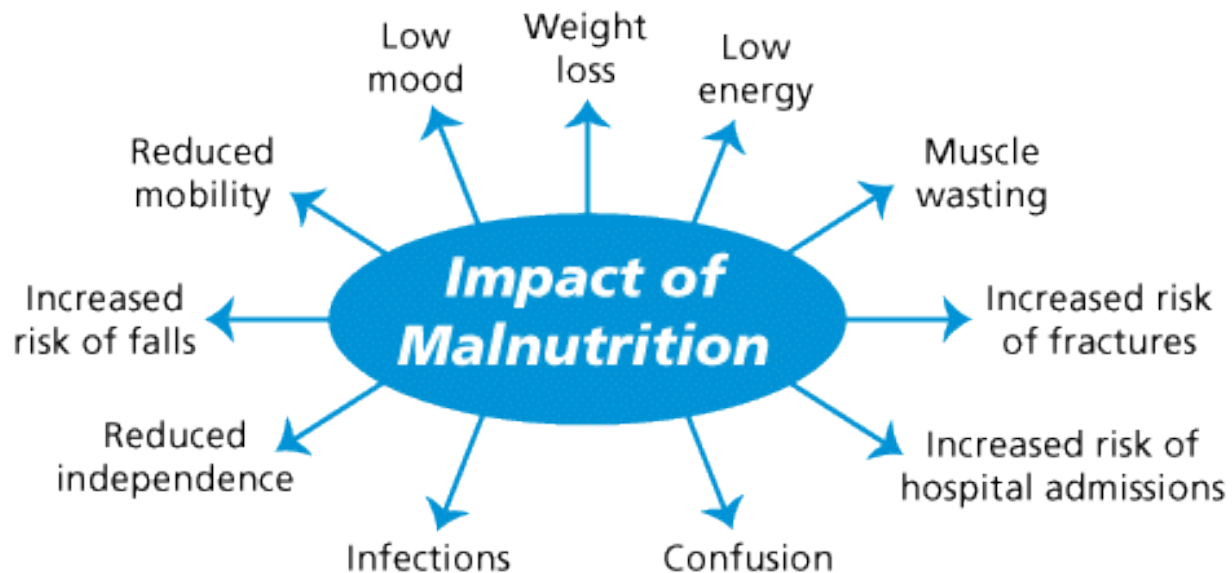 Impact of
Malnutrition
Weight
loss
Low
energy
Muscle
wasting
Increased risk
of fractures
Increased risk of
hospital admissions
Confusion
Infections
Reduced
independence
Increased
risk of falls
Reduced
mobility
Low
mood